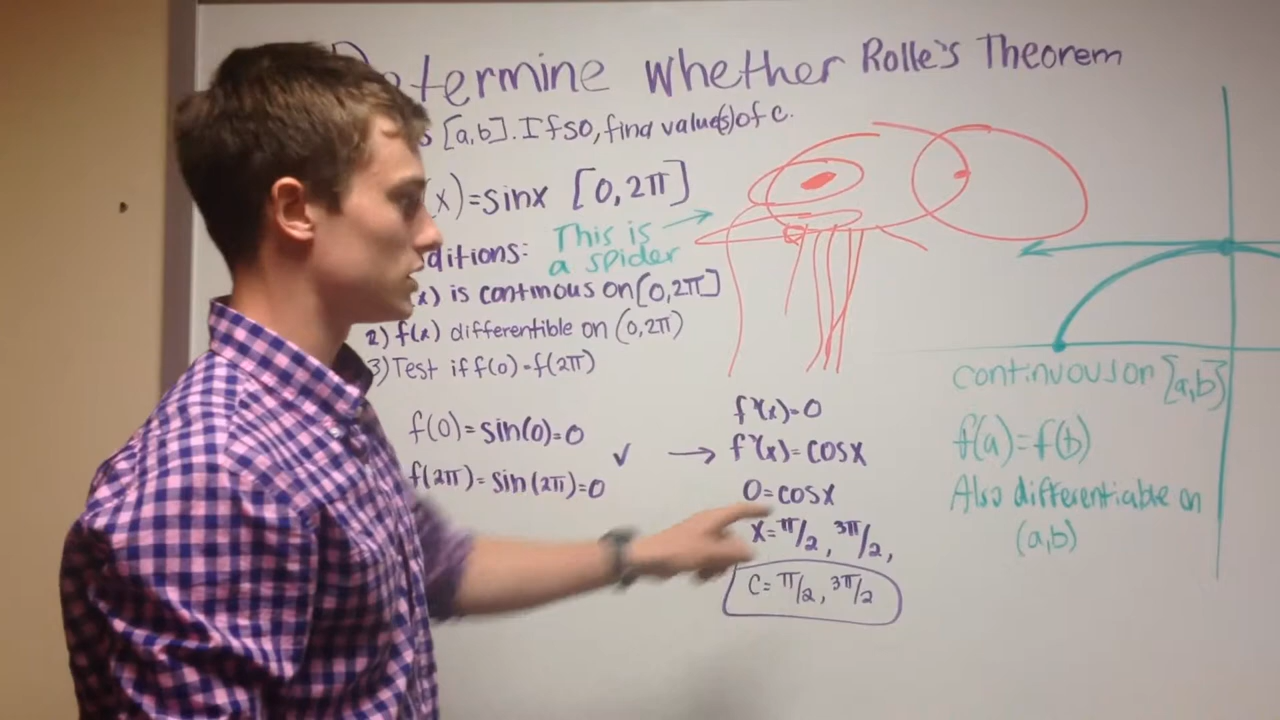 Determine whether Rolle's Theorem
s [a,b]. If so, find value(s) of c.
(x)=sinx [0,2π]
This is
a spider
ditions:
(x) is continous on [0,2π]
2) f(x) differentible on (0,2π)
3) Test if f(0)=f(2π)
f(0)=sin(0)=0
f(2π)=sin(2π)=0
✓ →
f'(x)=0
f'(x)=cosx
0=cosx
x=π/2, 3π/2,
c=π/2, 3π/2
continuous on [a,b]
f(a)=f(b)
Also differentiable on
(a,b)